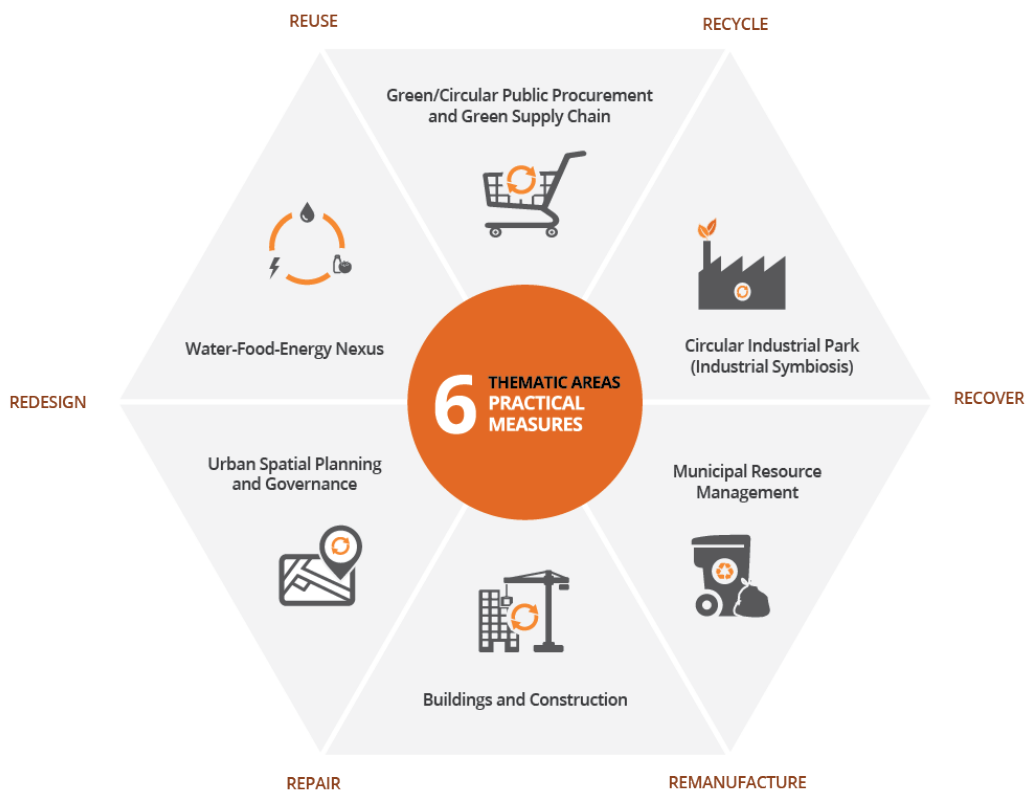 REUSE
RECYCLE
Green/Circular Public Procurement
and Green Supply Chain
Water-Food-Energy Nexus
Circular Industrial Park
(Industrial Symbiosis)
6
THEMATIC AREAS
PRACTICAL
MEASURES
REDESIGN
RECOVER
Urban Spatial Planning
and Governance
Municipal Resource
Management
Buildings and Construction
REPAIR
REMANUFACTURE